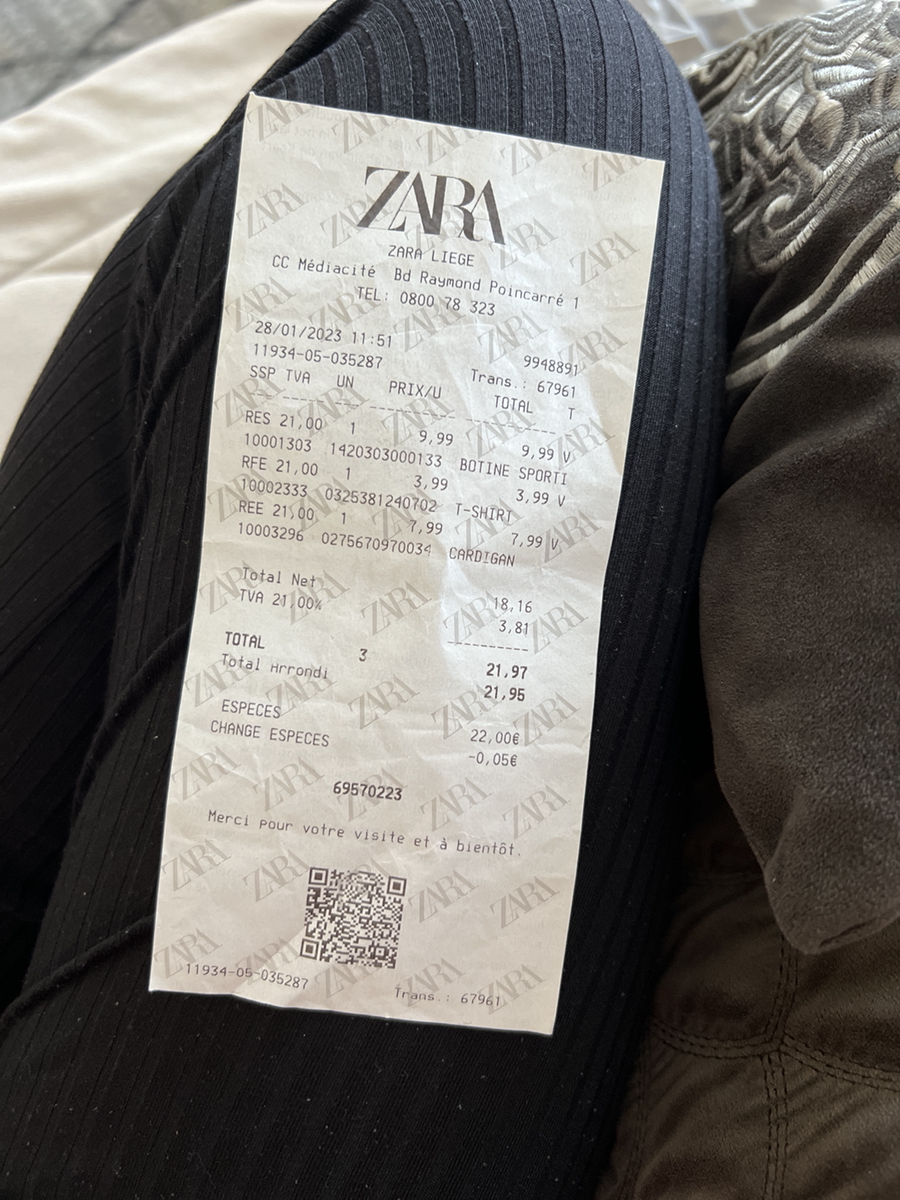 ZARA
ZARA LIEGE
CC Médiacité Bd Raymond Poincarré 1
TEL: 0800 78 323
28/01/2023 11:51 9948891
11934-05-035287 Trans.: 67961
SSP TVA UN PRIX/U TOTAL T
RES 21,00 1 9,99 9,99 V
10001303 1420303000133 BOTINE SPORTI
RFE 21,00 1 3,99 3,99 V
10002333 0325381240702 T-SHIRT
REE 21,00 1 7,99 7,99 V
10003296 0275670970034 CARDIGAN
Total Net 18,16
TVA 21,00% 3,81
TOTAL 3 21,97
Total Arrondi 21,95
ESPECES 22,00€
CHANGE ESPECES -0,05€
69570223
Merci pour votre visite et à bientôt.
11934-05-035287 Trans.: 67961